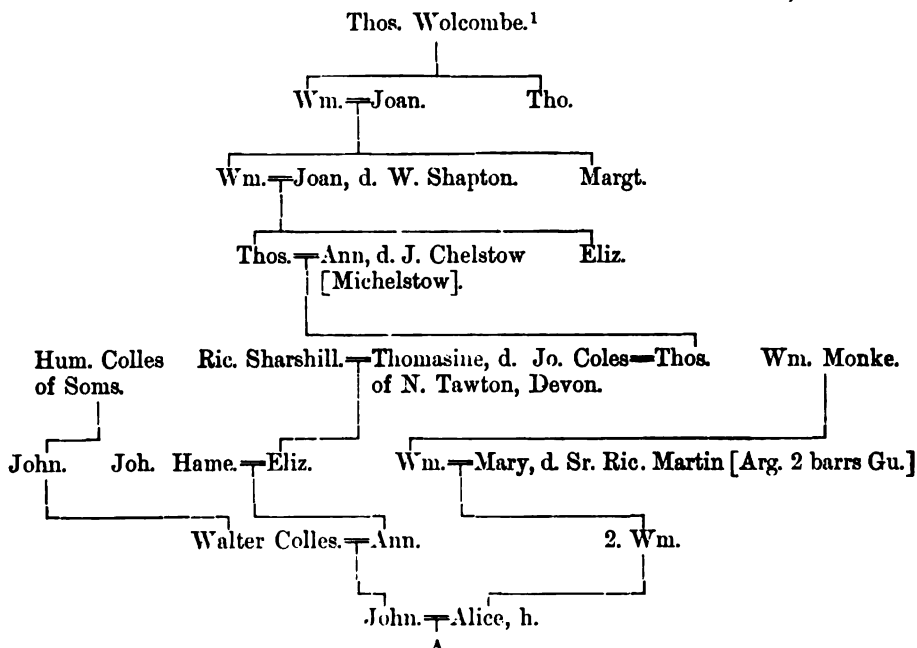 Thos. Wolcombe.¹
Wm.═Joan. Tho.
Wm.═Joan, d. W. Shapton. Margt.
Thos.═Ann, d. J. Chelstow Eliz.
[Michelstow].
Hum. Colles Ric. Sharshill.═Thomasine, d. Jo. Coles═Thos. Wm. Monke.
of Soms. of N. Tawton, Devon.
John. Joh. Hame.═Eliz. Wm.═Mary, d. Sr. Ric. Martin [Arg. 2 barrs Gu.]
Walter Colles.═Ann. 2. Wm.
John.═Alice, h.
A